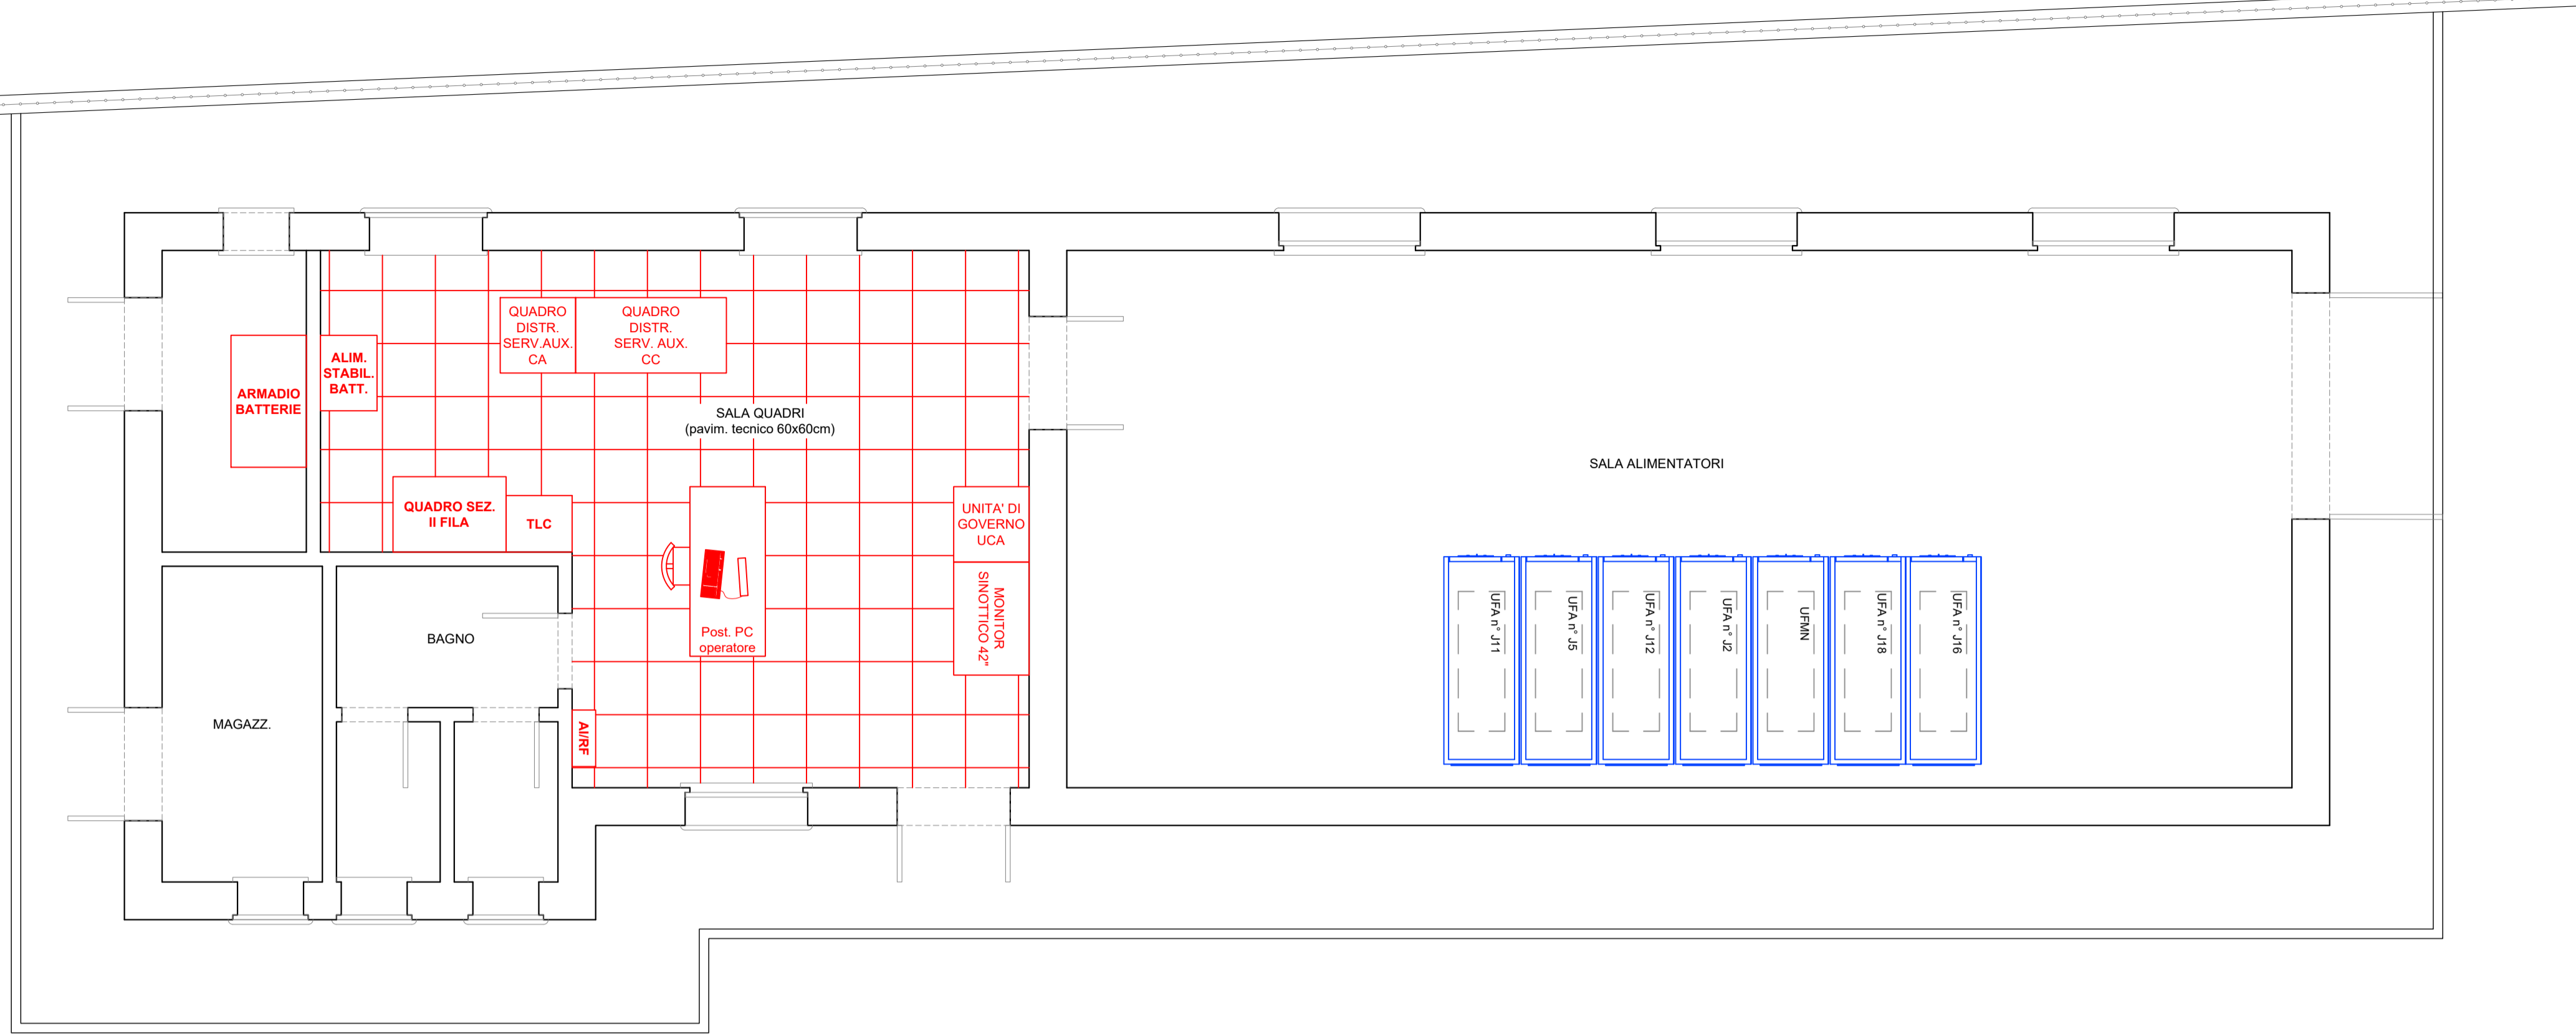 QUADRO
DISTR.
SERV.AUX.
CA
QUADRO
DISTR.
SERV. AUX.
CC
ALIM.
STABIL.
BATT.
ARMADIO
BATTERIE
SALA QUADRI
(pavim. tecnico 60x60cm)
SALA ALIMENTATORI
QUADRO SEZ.
II FILA
TLC
UNITA' DI
GOVERNO
UCA
MONITOR
SINOTTICO 42"
Post. PC
operatore
BAGNO
MAGAZZ.
AI/RF
UFA n° J11
UFA n° J5
UFA n° J12
UFA n° J2
UFMN
UFA n° J18
UFA n° J16